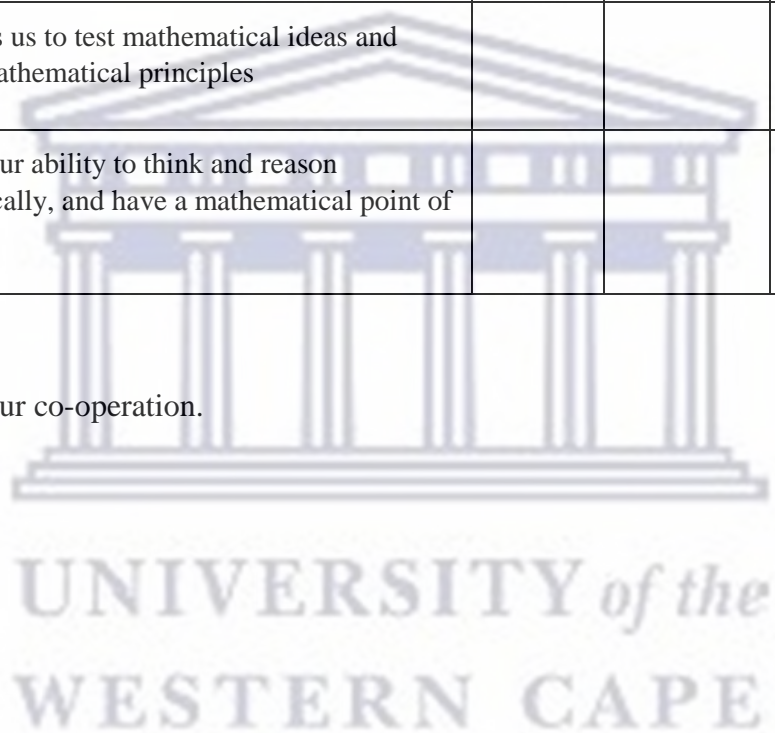 s us to test mathematical ideas and
athematical principles
ur ability to think and reason
cally, and have a mathematical point of
ur co-operation.
UNIVERSITY of the
WESTERN CAPE